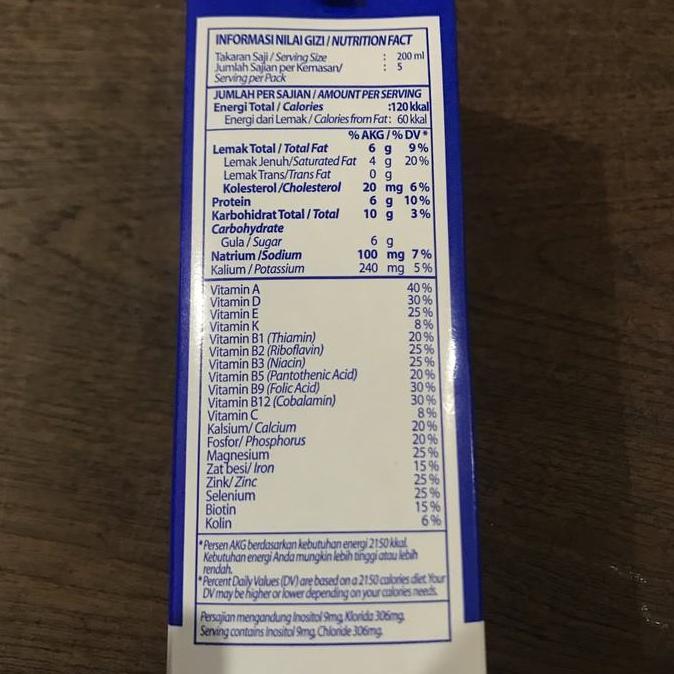 INFORMASI NILAI GIZI / NUTRITION FACT
Takaran Saji / Serving Size : 200 ml
Jumlah Sajian per Kemasan/ : 5
Serving per Pack
JUMLAH PER SAJIAN / AMOUNT PER SERVING
Energi Total / Calories :120 kkal
Energi dari Lemak / Calories from Fat : 60 kkal
% AKG / % DV *
Lemak Total / Total Fat 6 g 9 %
Lemak Jenuh/Saturated Fat 4 g 20 %
Lemak Trans/Trans Fat 0 g
Kolesterol /Cholesterol 20 mg 6 %
Protein 6 g 10 %
Karbohidrat Total / Total 10 g 3 %
Carbohydrate
Gula / Sugar 6 g
Natrium /Sodium 100 mg 7 %
Kalium / Potassium 240 mg 5 %
Vitamin A 40 %
Vitamin D 30 %
Vitamin E 25 %
Vitamin K 8 %
Vitamin B1 (Thiamin) 20 %
Vitamin B2 (Riboflavin) 25 %
Vitamin B3 (Niacin) 25 %
Vitamin B5 (Pantothenic Acid) 20 %
Vitamin B9 (Folic Acid) 30 %
Vitamin B12 (Cobalamin) 30 %
Vitamin C 8 %
Kalsium/ Calcium 20 %
Fosfor/ Phosphorus 20 %
Magnesium 25 %
Zat besi/ Iron 15 %
Zink/ Zinc 25 %
Selenium 25 %
Biotin 15 %
Kolin 6 %
*Persen AKG berdasarkan kebutuhan energi 2150 kkal.
Kebutuhan energi Anda mungkin lebih tinggi atau lebih
rendah.
*Percent Daily Values (DV) are based on a 2150 calories diet. Your
DV may be higher or lower depending on your calories needs.
Persajian mengandung Inositol 9mg, Klorida 306mg.
Serving contains Inositol 9mg, Chloride 306mg.